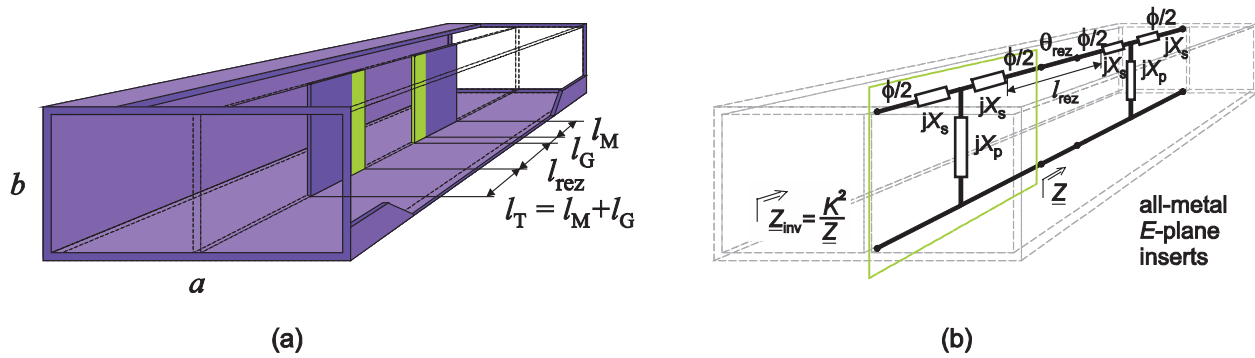 (a)
b
a
l_M
l_G
l_rez
l_T = l_M+l_G
(b)
ϕ/2
jX_s
ϕ/2
jX_s
jX_p
θ_rez
l_rez
ϕ/2
jX_s
ϕ/2
jX_s
jX_p
Z_inv = K²/Z
Z
all-metal
E-plane
inserts
(a)
(b)